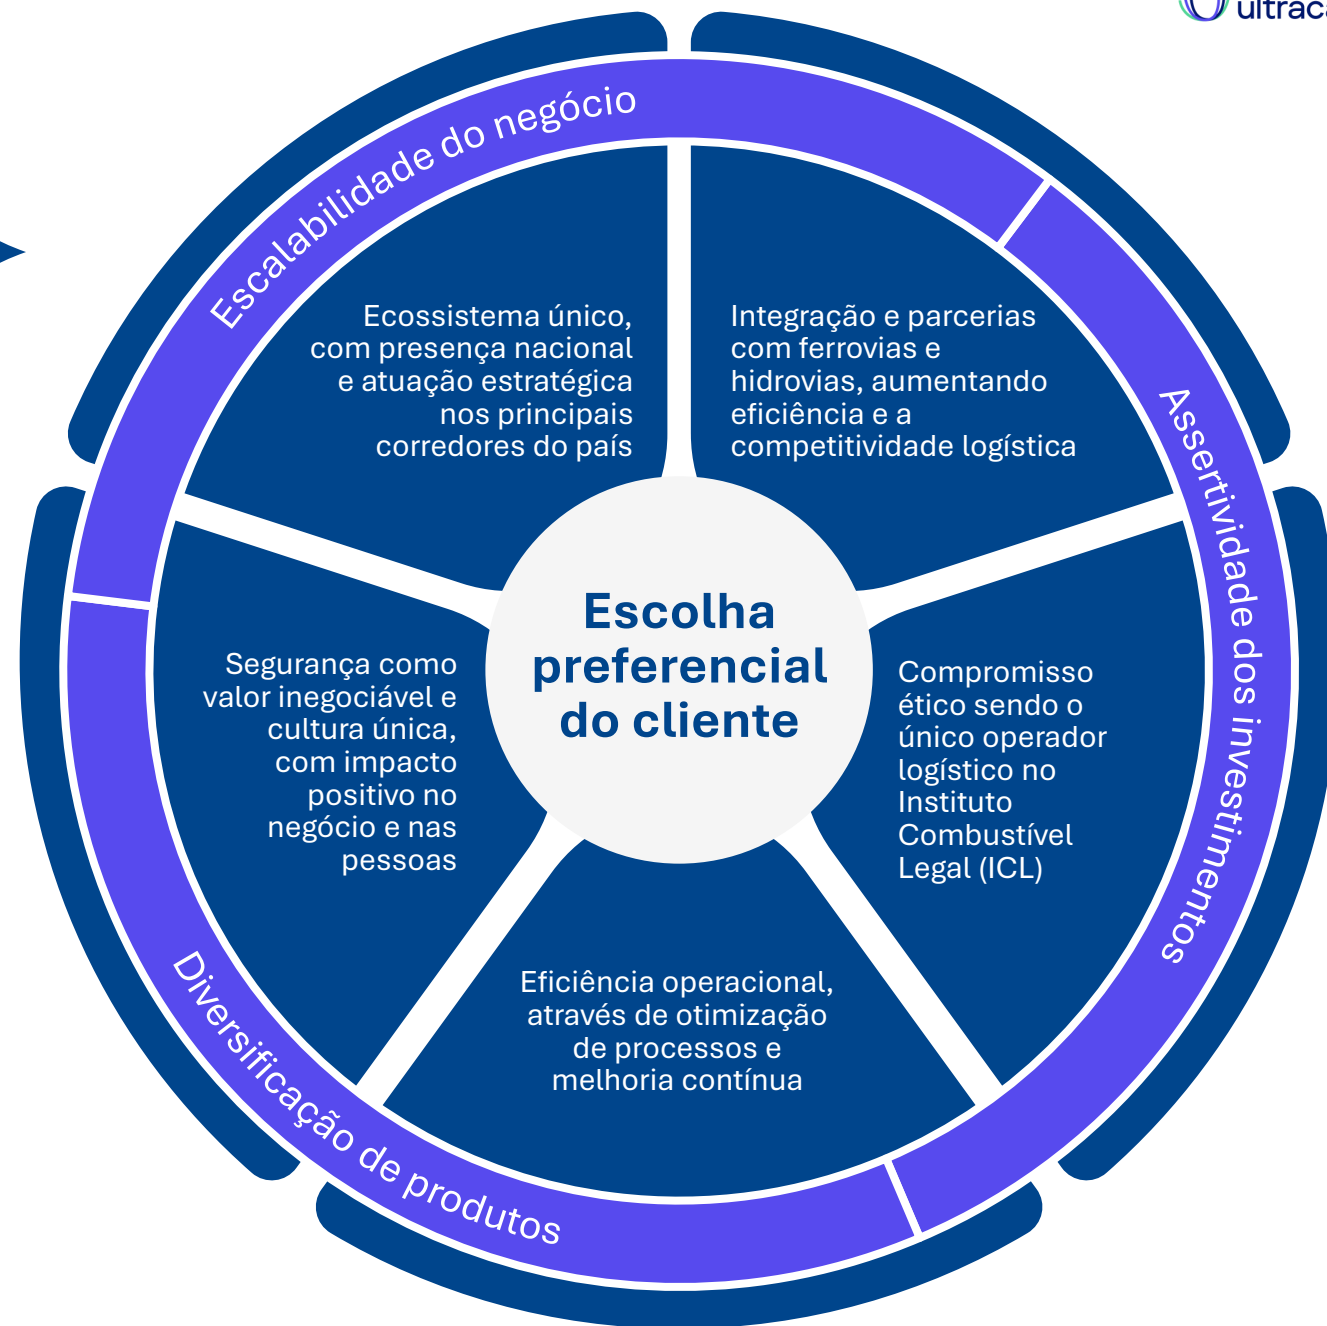 Escalabilidade do negócio
Ecossistema único,
com presença nacional
e atuação estratégica
nos principais
corredores do país
Integração e parcerias
com ferrovias e
hidrovias, aumentando
eficiência e a
competitividade logística
Assertividade dos investimentos
Escolha
preferencial
do cliente
Segurança como
valor inegociável e
cultura única,
com impacto
positivo no
negócio e nas
pessoas
Compromisso
ético sendo o
único operador
logístico no
Instituto
Combustível
Legal (ICL)
Eficiência operacional,
através de otimização
de processos e
melhoria contínua
Diversificação de produtos